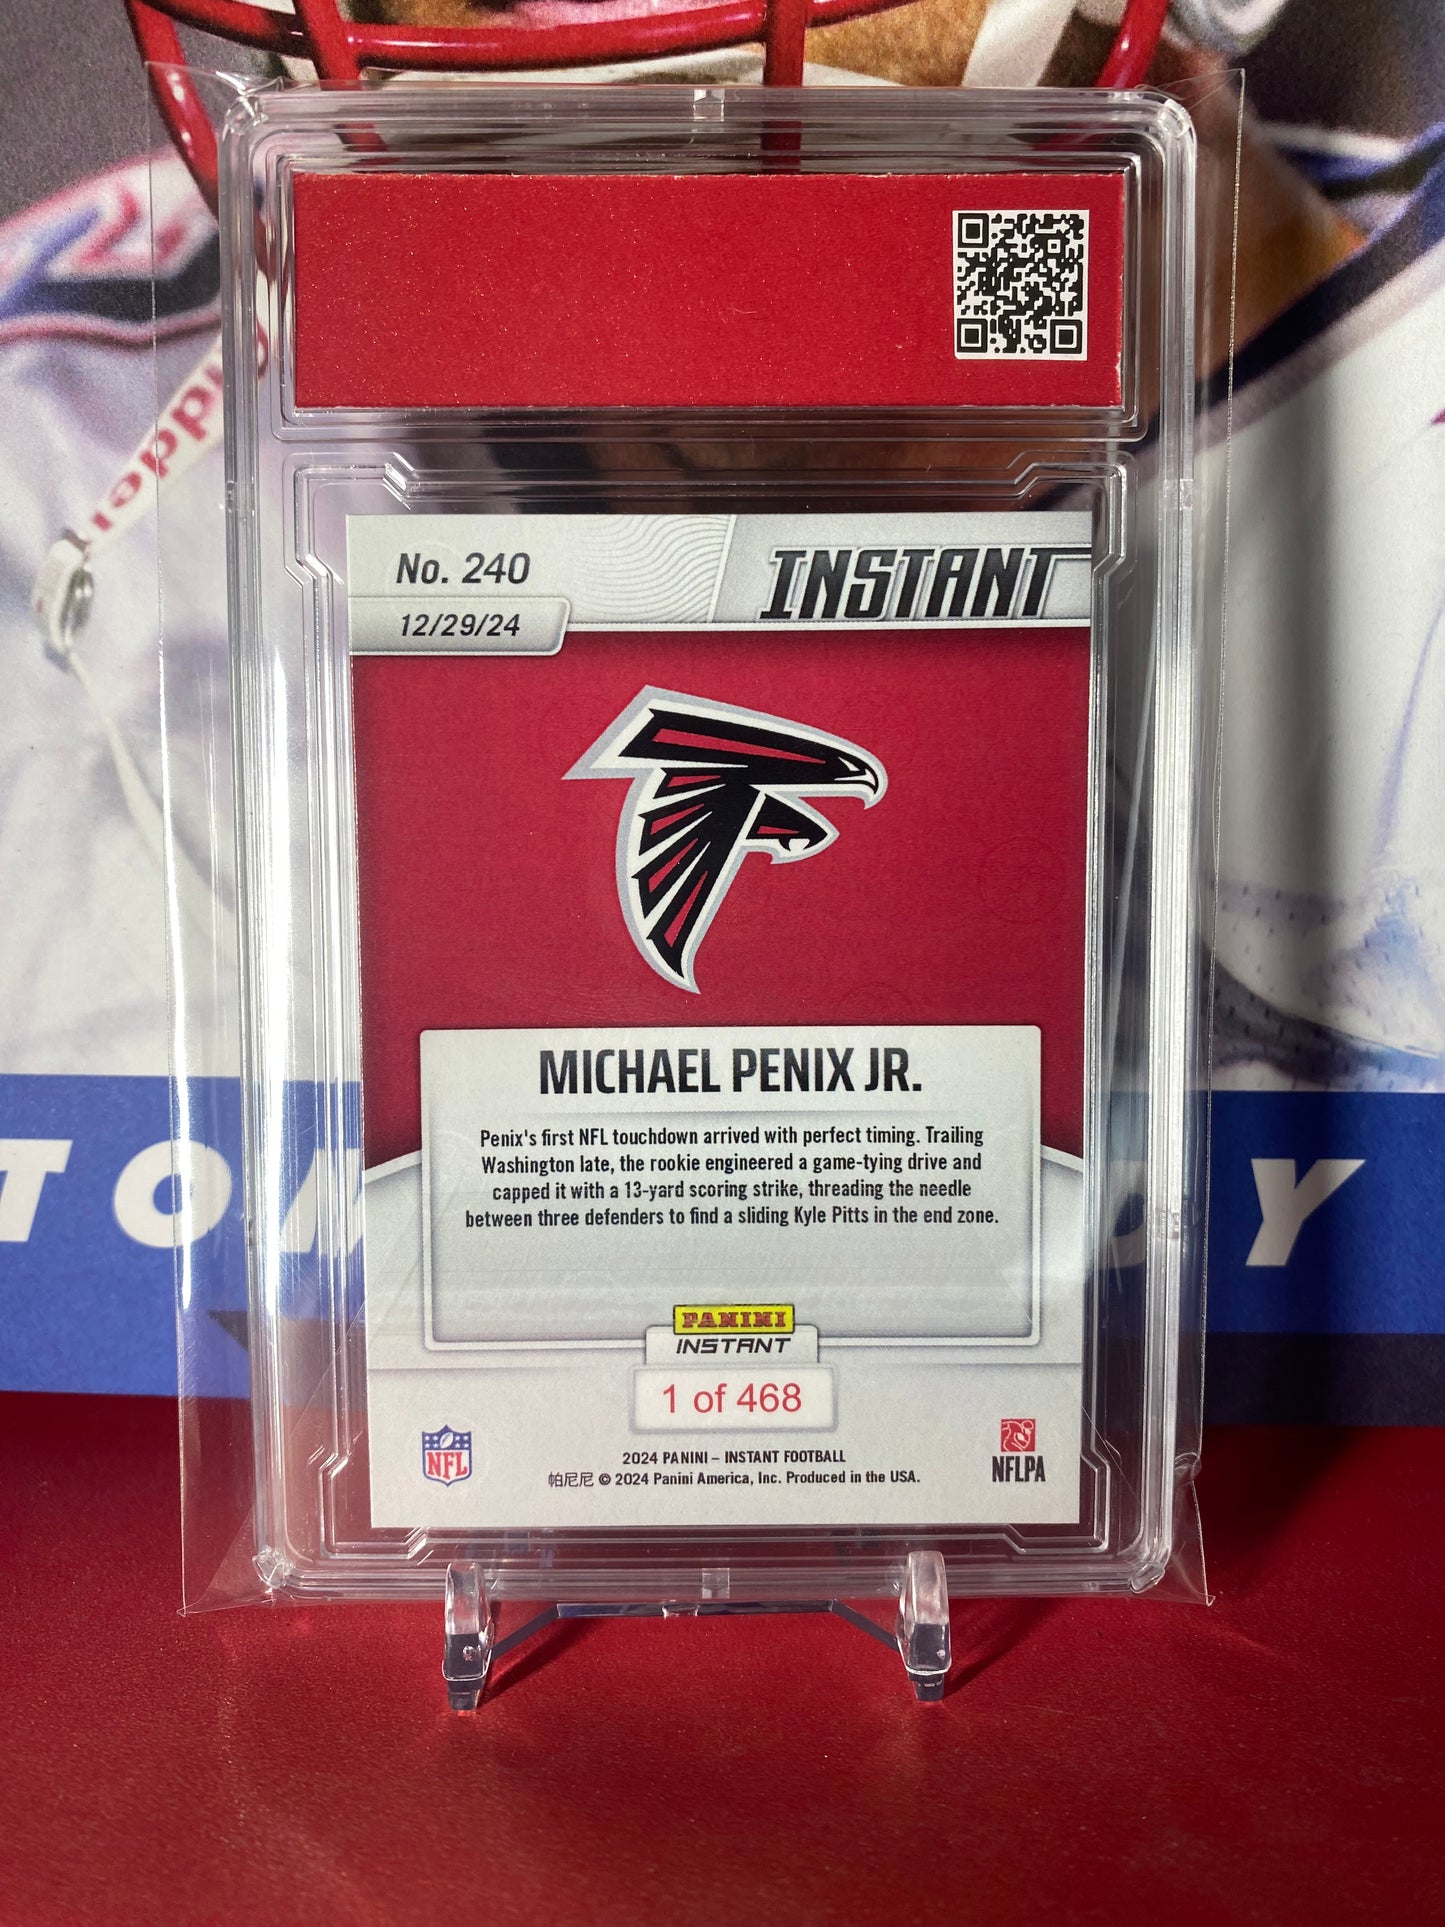 Riddell
No. 240
INSTANT
12/29/24
MICHAEL PENIX JR.
Penix's first NFL touchdown arrived with perfect timing. Trailing
Washington late, the rookie engineered a game-tying drive and
capped it with a 13-yard scoring strike, threading the needle
between three defenders to find a sliding Kyle Pitts in the end zone.
PANINI
INSTANT
1 of 468
NFL
NFLPA
2024 PANINI – INSTANT FOOTBALL
帕尼尼 © 2024 Panini America, Inc. Produced in the USA.